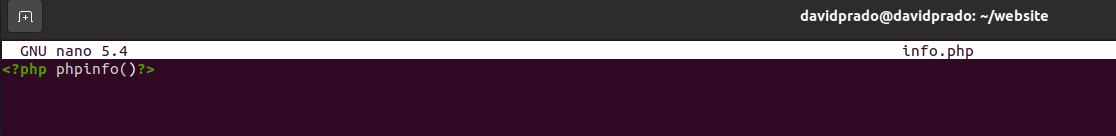 davidprado@davidprado: ~/website
GNU nano 5.4 info.php
<?php phpinfo()?>